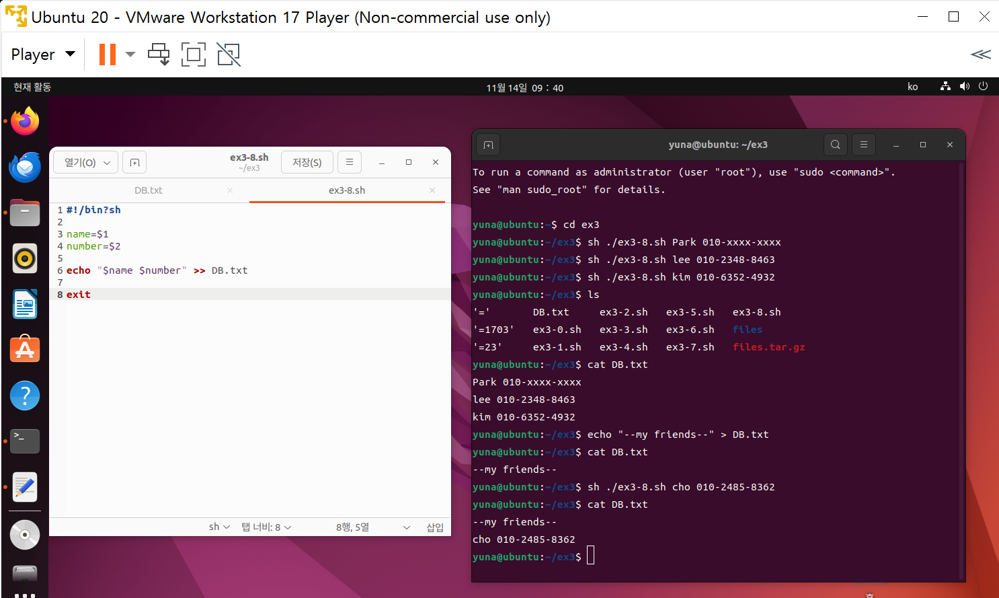 Ubuntu 20 - VMware Workstation 17 Player (Non-commercial use only)
Player
현재 활동
11월 14일 09 : 40
ko
열기(O)
ex3-8.sh
~/ex3
저장(S)
DB.txt
ex3-8.sh
1 #!/bin?sh
2
3 name=$1
4 number=$2
5
6 echo "$name $number" >> DB.txt
7
8 exit
sh
탭 너비: 8
8행, 5열
삽입
yuna@ubuntu: ~/ex3
To run a command as administrator (user "root"), use "sudo <command>".
See "man sudo_root" for details.
yuna@ubuntu:~$ cd ex3
yuna@ubuntu:~/ex3$ sh ./ex3-8.sh Park 010-xxxx-xxxx
yuna@ubuntu:~/ex3$ sh ./ex3-8.sh lee 010-2348-8463
yuna@ubuntu:~/ex3$ sh ./ex3-8.sh kim 010-6352-4932
yuna@ubuntu:~/ex3$ ls
'=' DB.txt ex3-2.sh ex3-5.sh ex3-8.sh
'=1703' ex3-0.sh ex3-3.sh ex3-6.sh files
'=23' ex3-1.sh ex3-4.sh ex3-7.sh files.tar.gz
yuna@ubuntu:~/ex3$ cat DB.txt
Park 010-xxxx-xxxx
lee 010-2348-8463
kim 010-6352-4932
yuna@ubuntu:~/ex3$ echo "--my friends--" > DB.txt
yuna@ubuntu:~/ex3$ cat DB.txt
--my friends--
yuna@ubuntu:~/ex3$ sh ./ex3-8.sh cho 010-2485-8362
yuna@ubuntu:~/ex3$ cat DB.txt
--my friends--
cho 010-2485-8362
yuna@ubuntu:~/ex3$